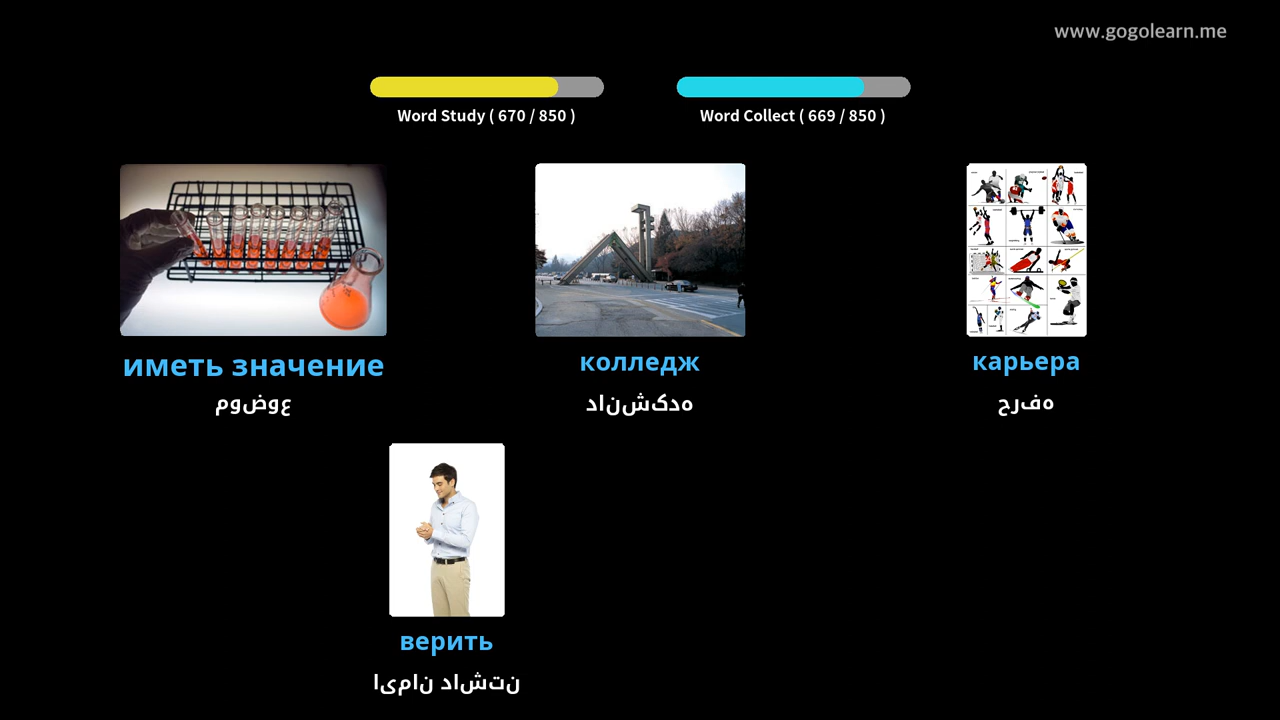 www.gogolearn.me
Word Study ( 670 / 850 )
Word Collect ( 669 / 850 )
иметь значение
колледж
карьера
موضوع
دانشکده
حرفه
верить
ایمان داشتن